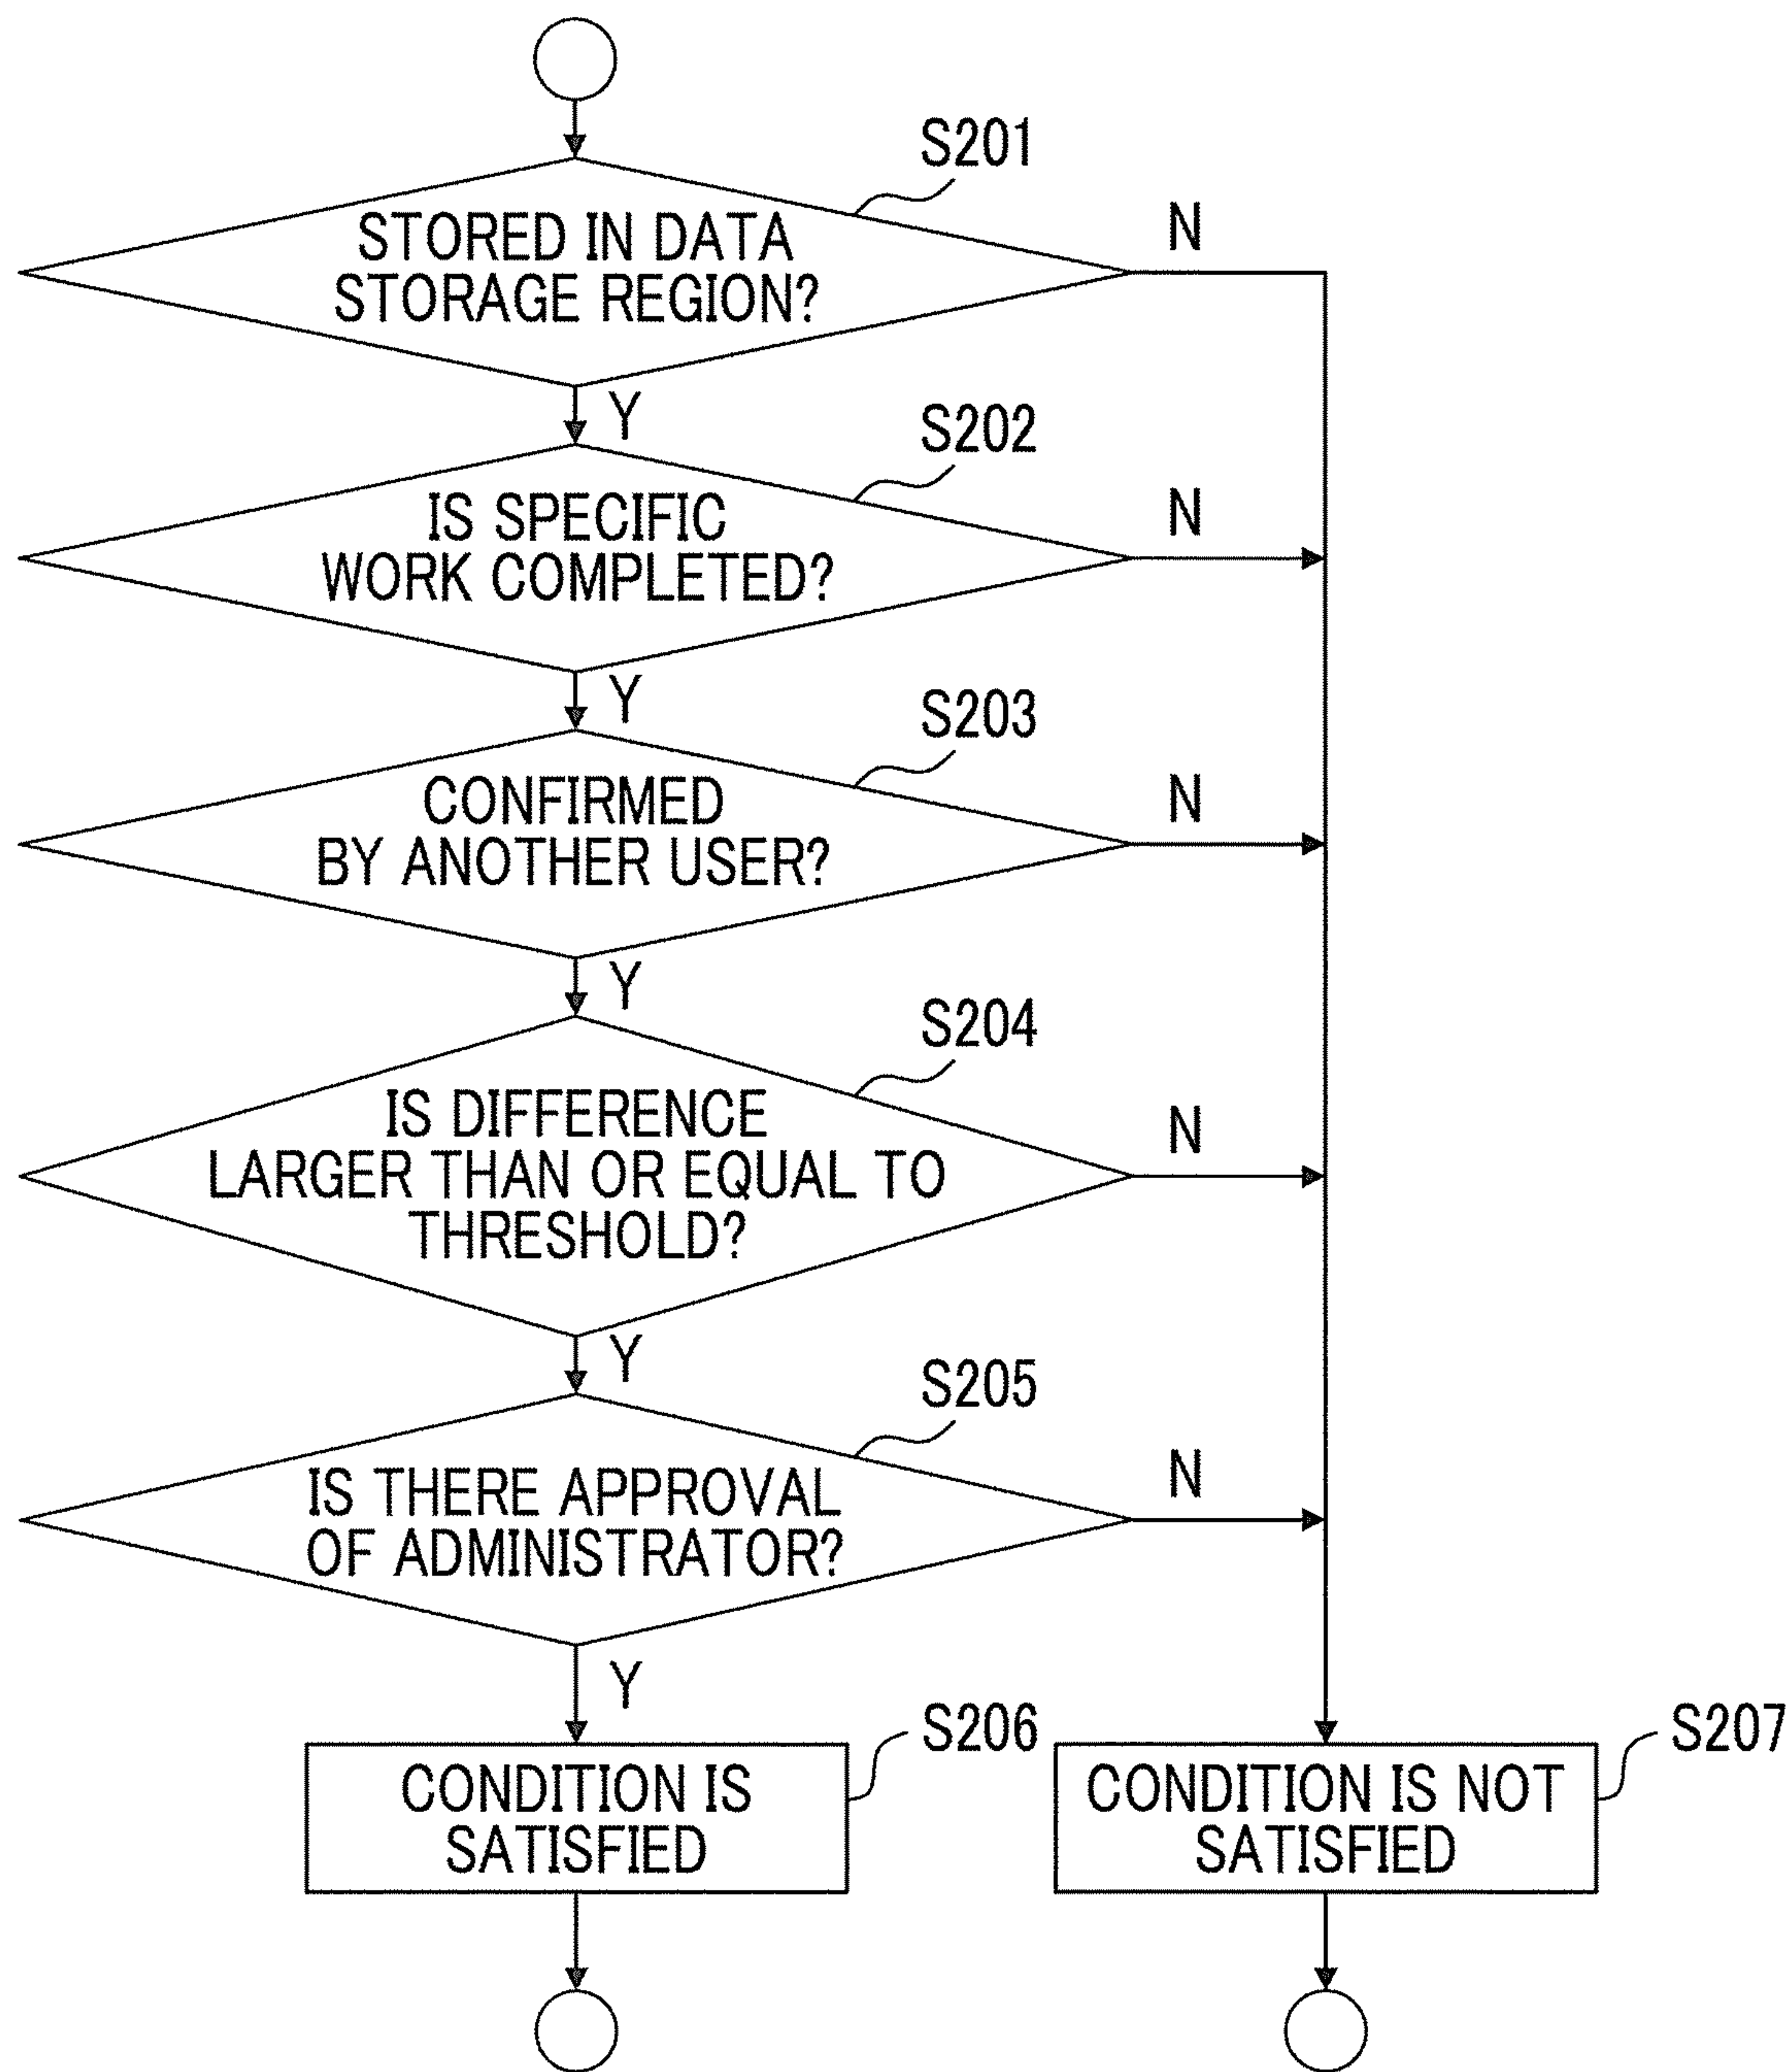 S201
STORED IN DATA
STORAGE REGION?
N
Y
S202
IS SPECIFIC
WORK COMPLETED?
N
Y
S203
CONFIRMED
BY ANOTHER USER?
N
Y
S204
IS DIFFERENCE
LARGER THAN OR EQUAL TO
THRESHOLD?
N
Y
S205
IS THERE APPROVAL
OF ADMINISTRATOR?
N
Y
S206
CONDITION IS
SATISFIED
S207
CONDITION IS NOT
SATISFIED